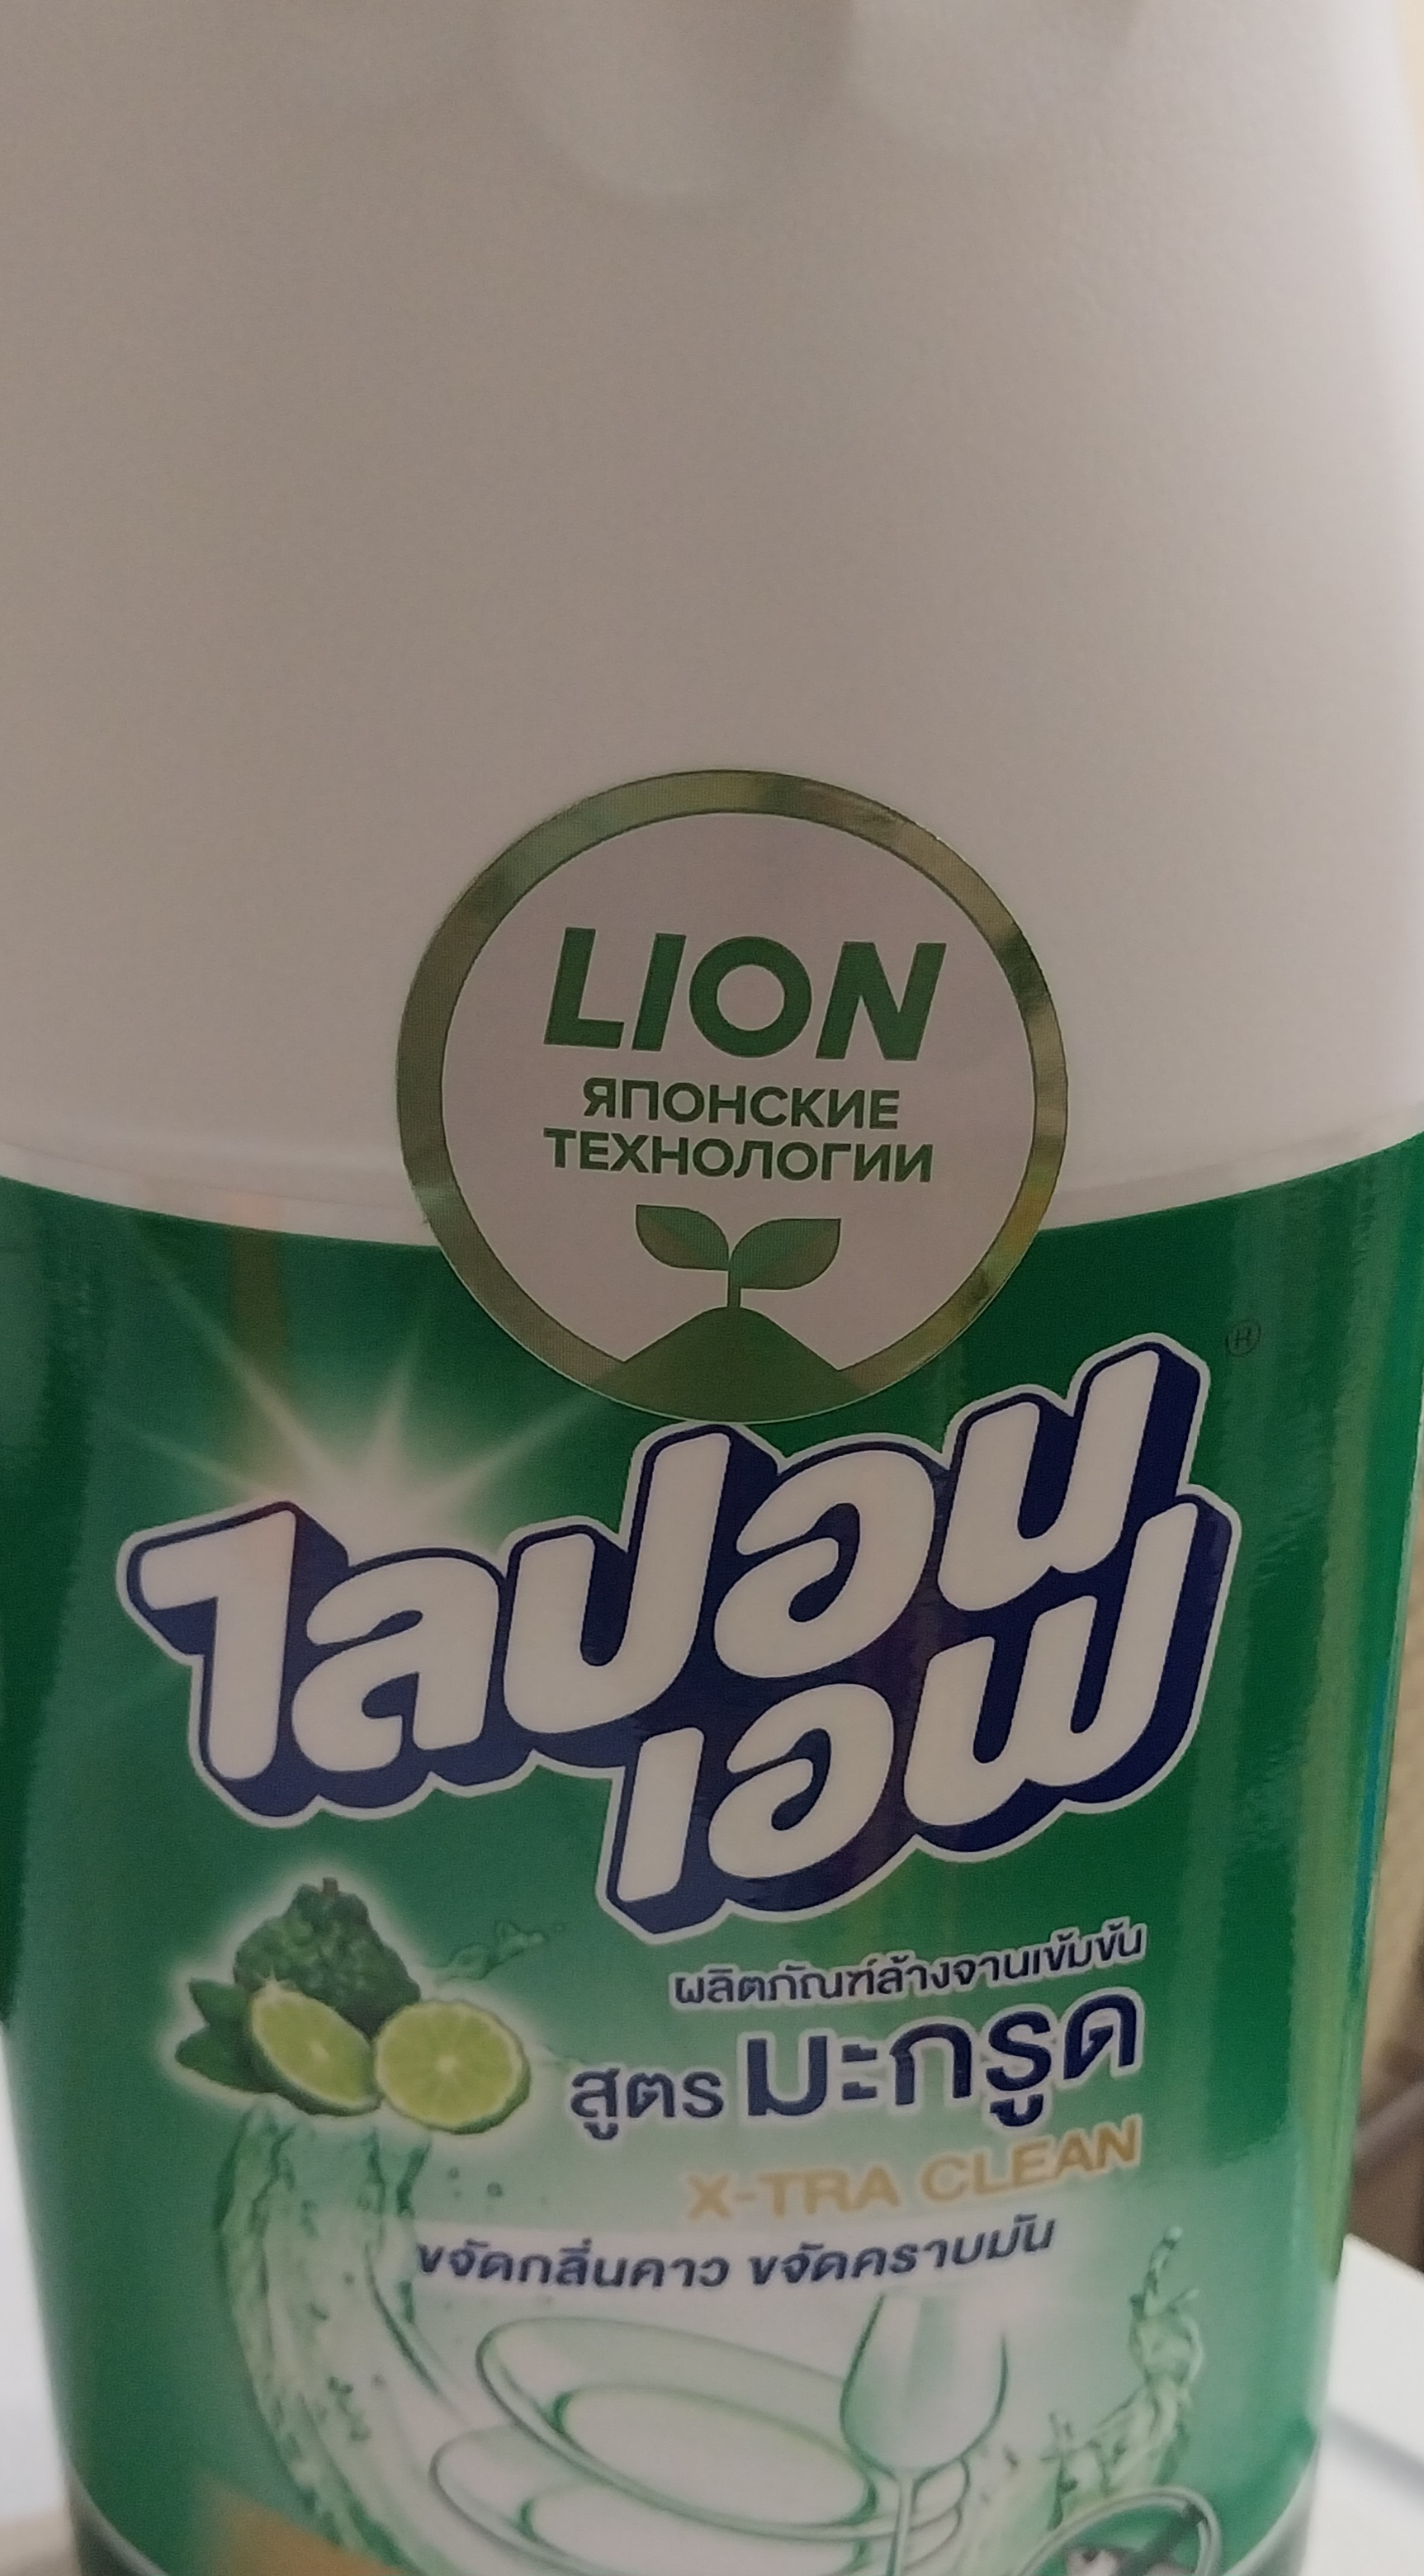 LION
ЯПОНСКИЕ
ТЕХНОЛОГИИ
®
ไลปอน
เอฟ
ผลิตภัณฑ์ล้างจานเข้มข้น
สูตร มะกรูด
X-TRA CLEAN
ขจัดกลิ่นคาว ขจัดคราบมัน